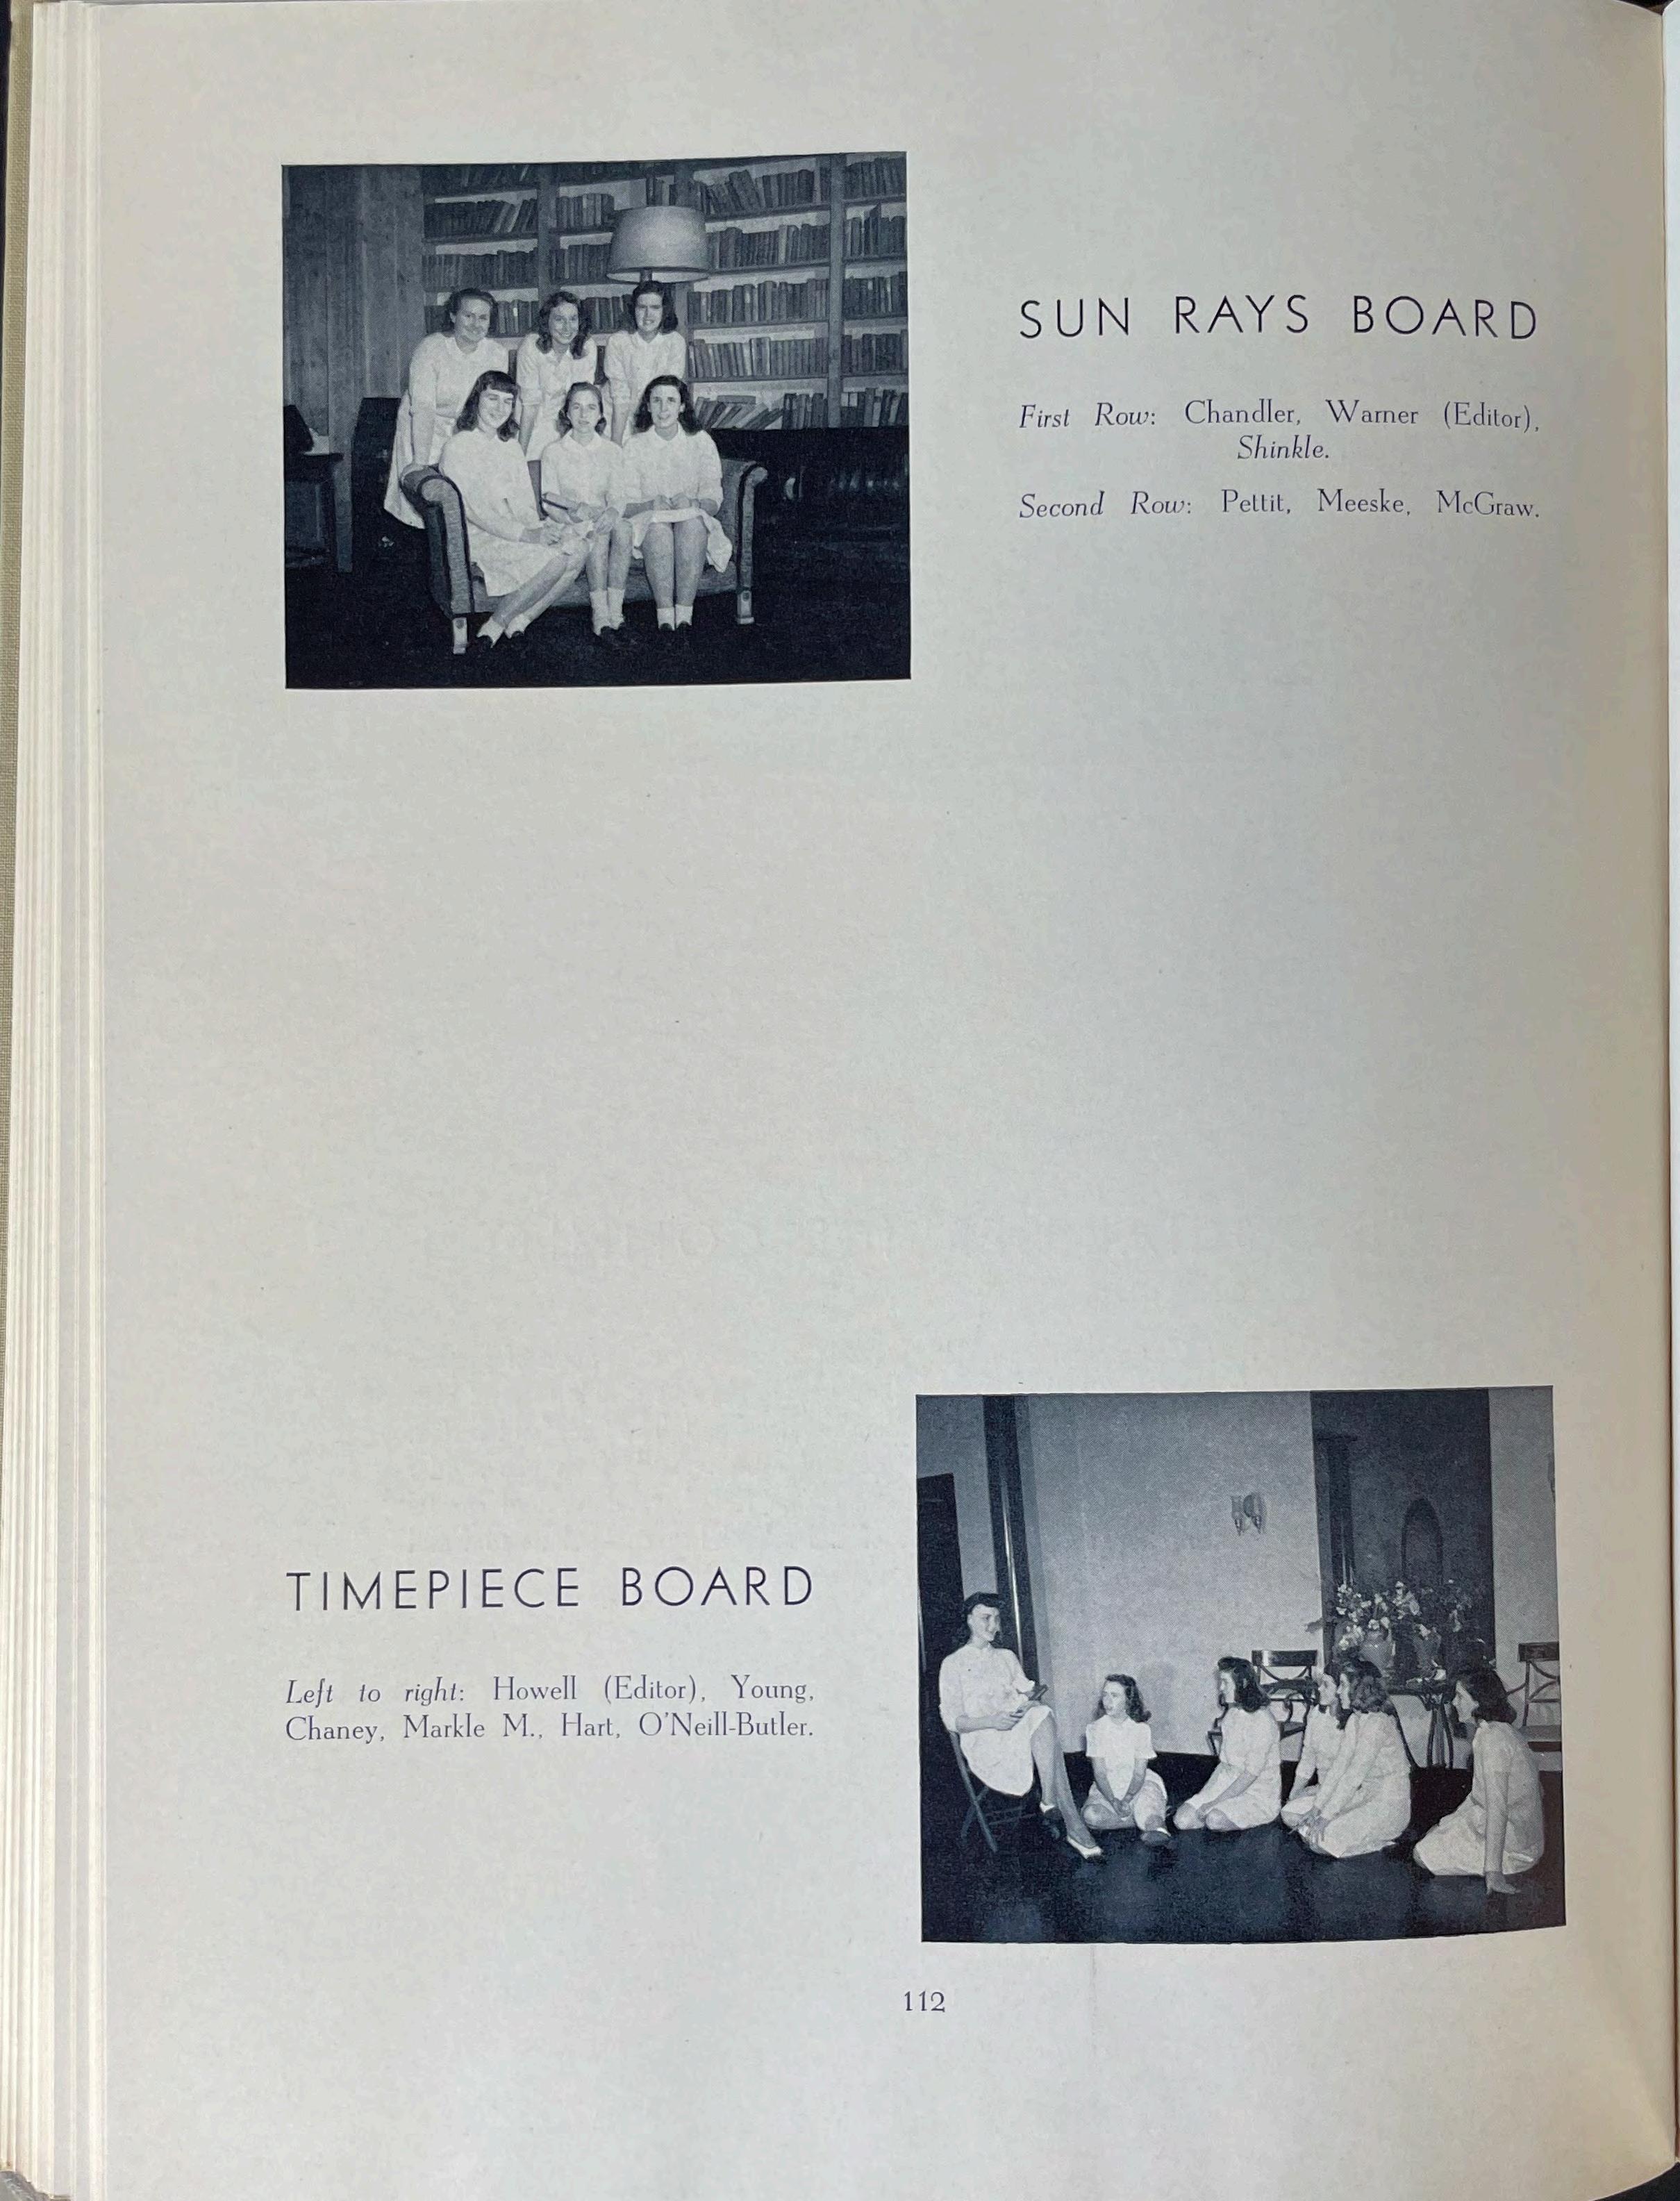 SUN RAYS BOARD
First Row: Chandler, Warner (Editor),
Shinkle.
Second Row: Pettit, Meeske, McGraw.
TIMEPIECE BOARD
Left to right: Howell (Editor), Young,
Chaney, Markle M., Hart, O'Neill-Butler.
112